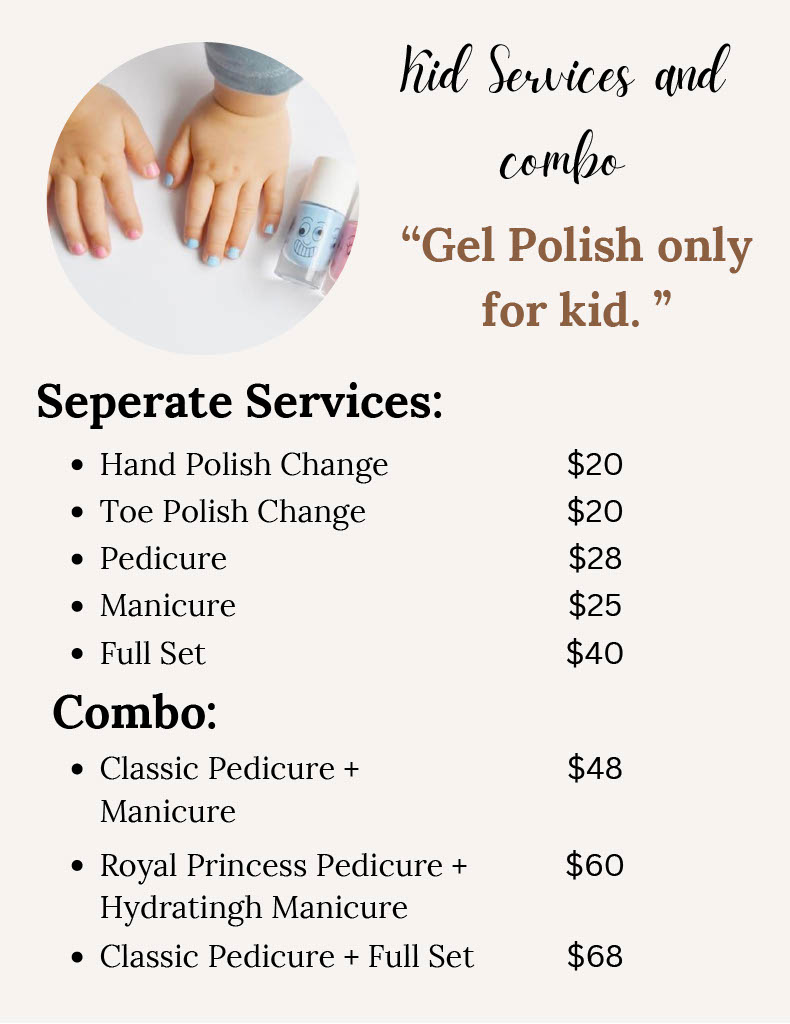 Kid Services and
combo
“Gel Polish only
for kid. ”
Seperate Services:
• Hand Polish Change $20
• Toe Polish Change $20
• Pedicure $28
• Manicure $25
• Full Set $40
Combo:
• Classic Pedicure + $48
Manicure
• Royal Princess Pedicure + $60
Hydratingh Manicure
• Classic Pedicure + Full Set $68